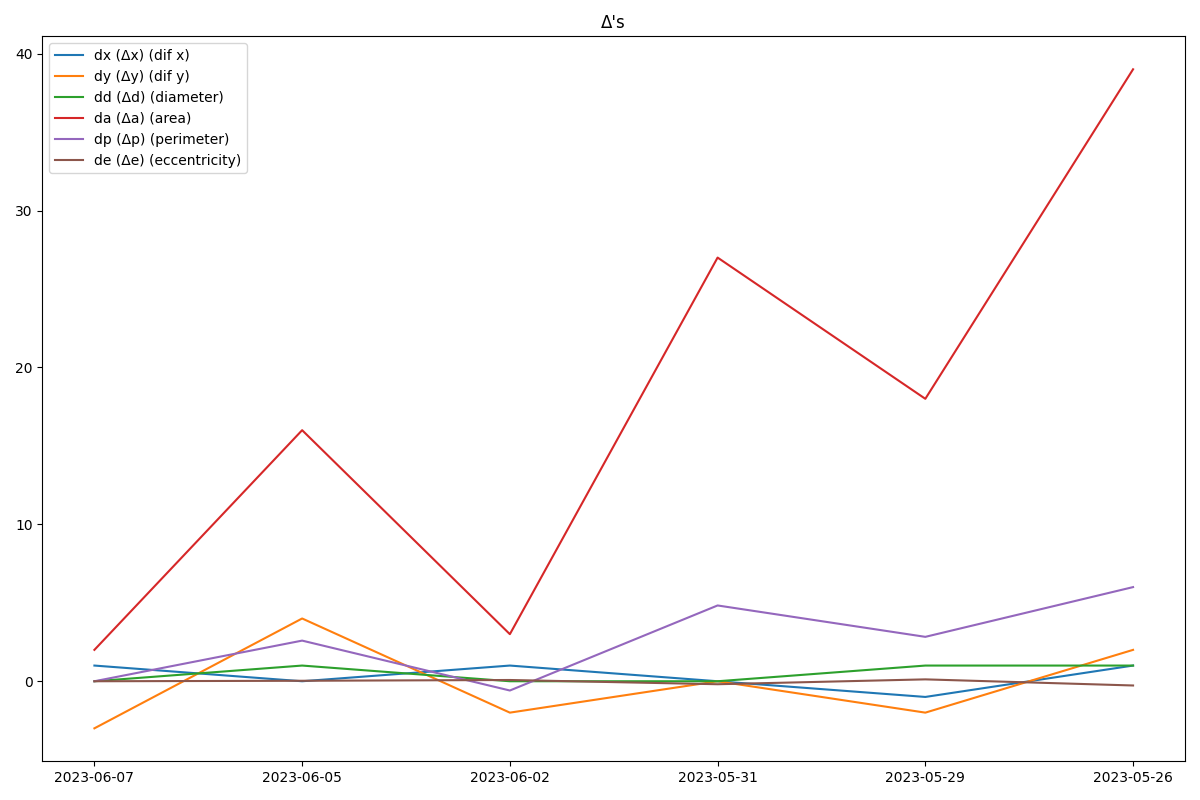 Δ's
dx (Δx) (dif x)
dy (Δy) (dif y)
dd (Δd) (diameter)
da (Δa) (area)
dp (Δp) (perimeter)
de (Δe) (eccentricity)
40
30
20
10
0
2023-06-07 2023-06-05 2023-06-02 2023-05-31 2023-05-29 2023-05-26